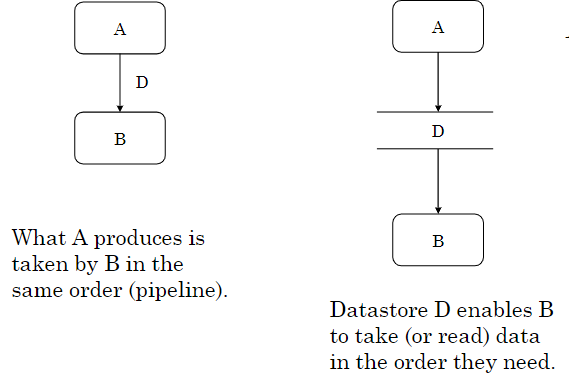 A
D
B
What A produces is
taken by B in the
same order (pipeline).
A
D
B
Datastore D enables B
to take (or read) data
in the order they need.